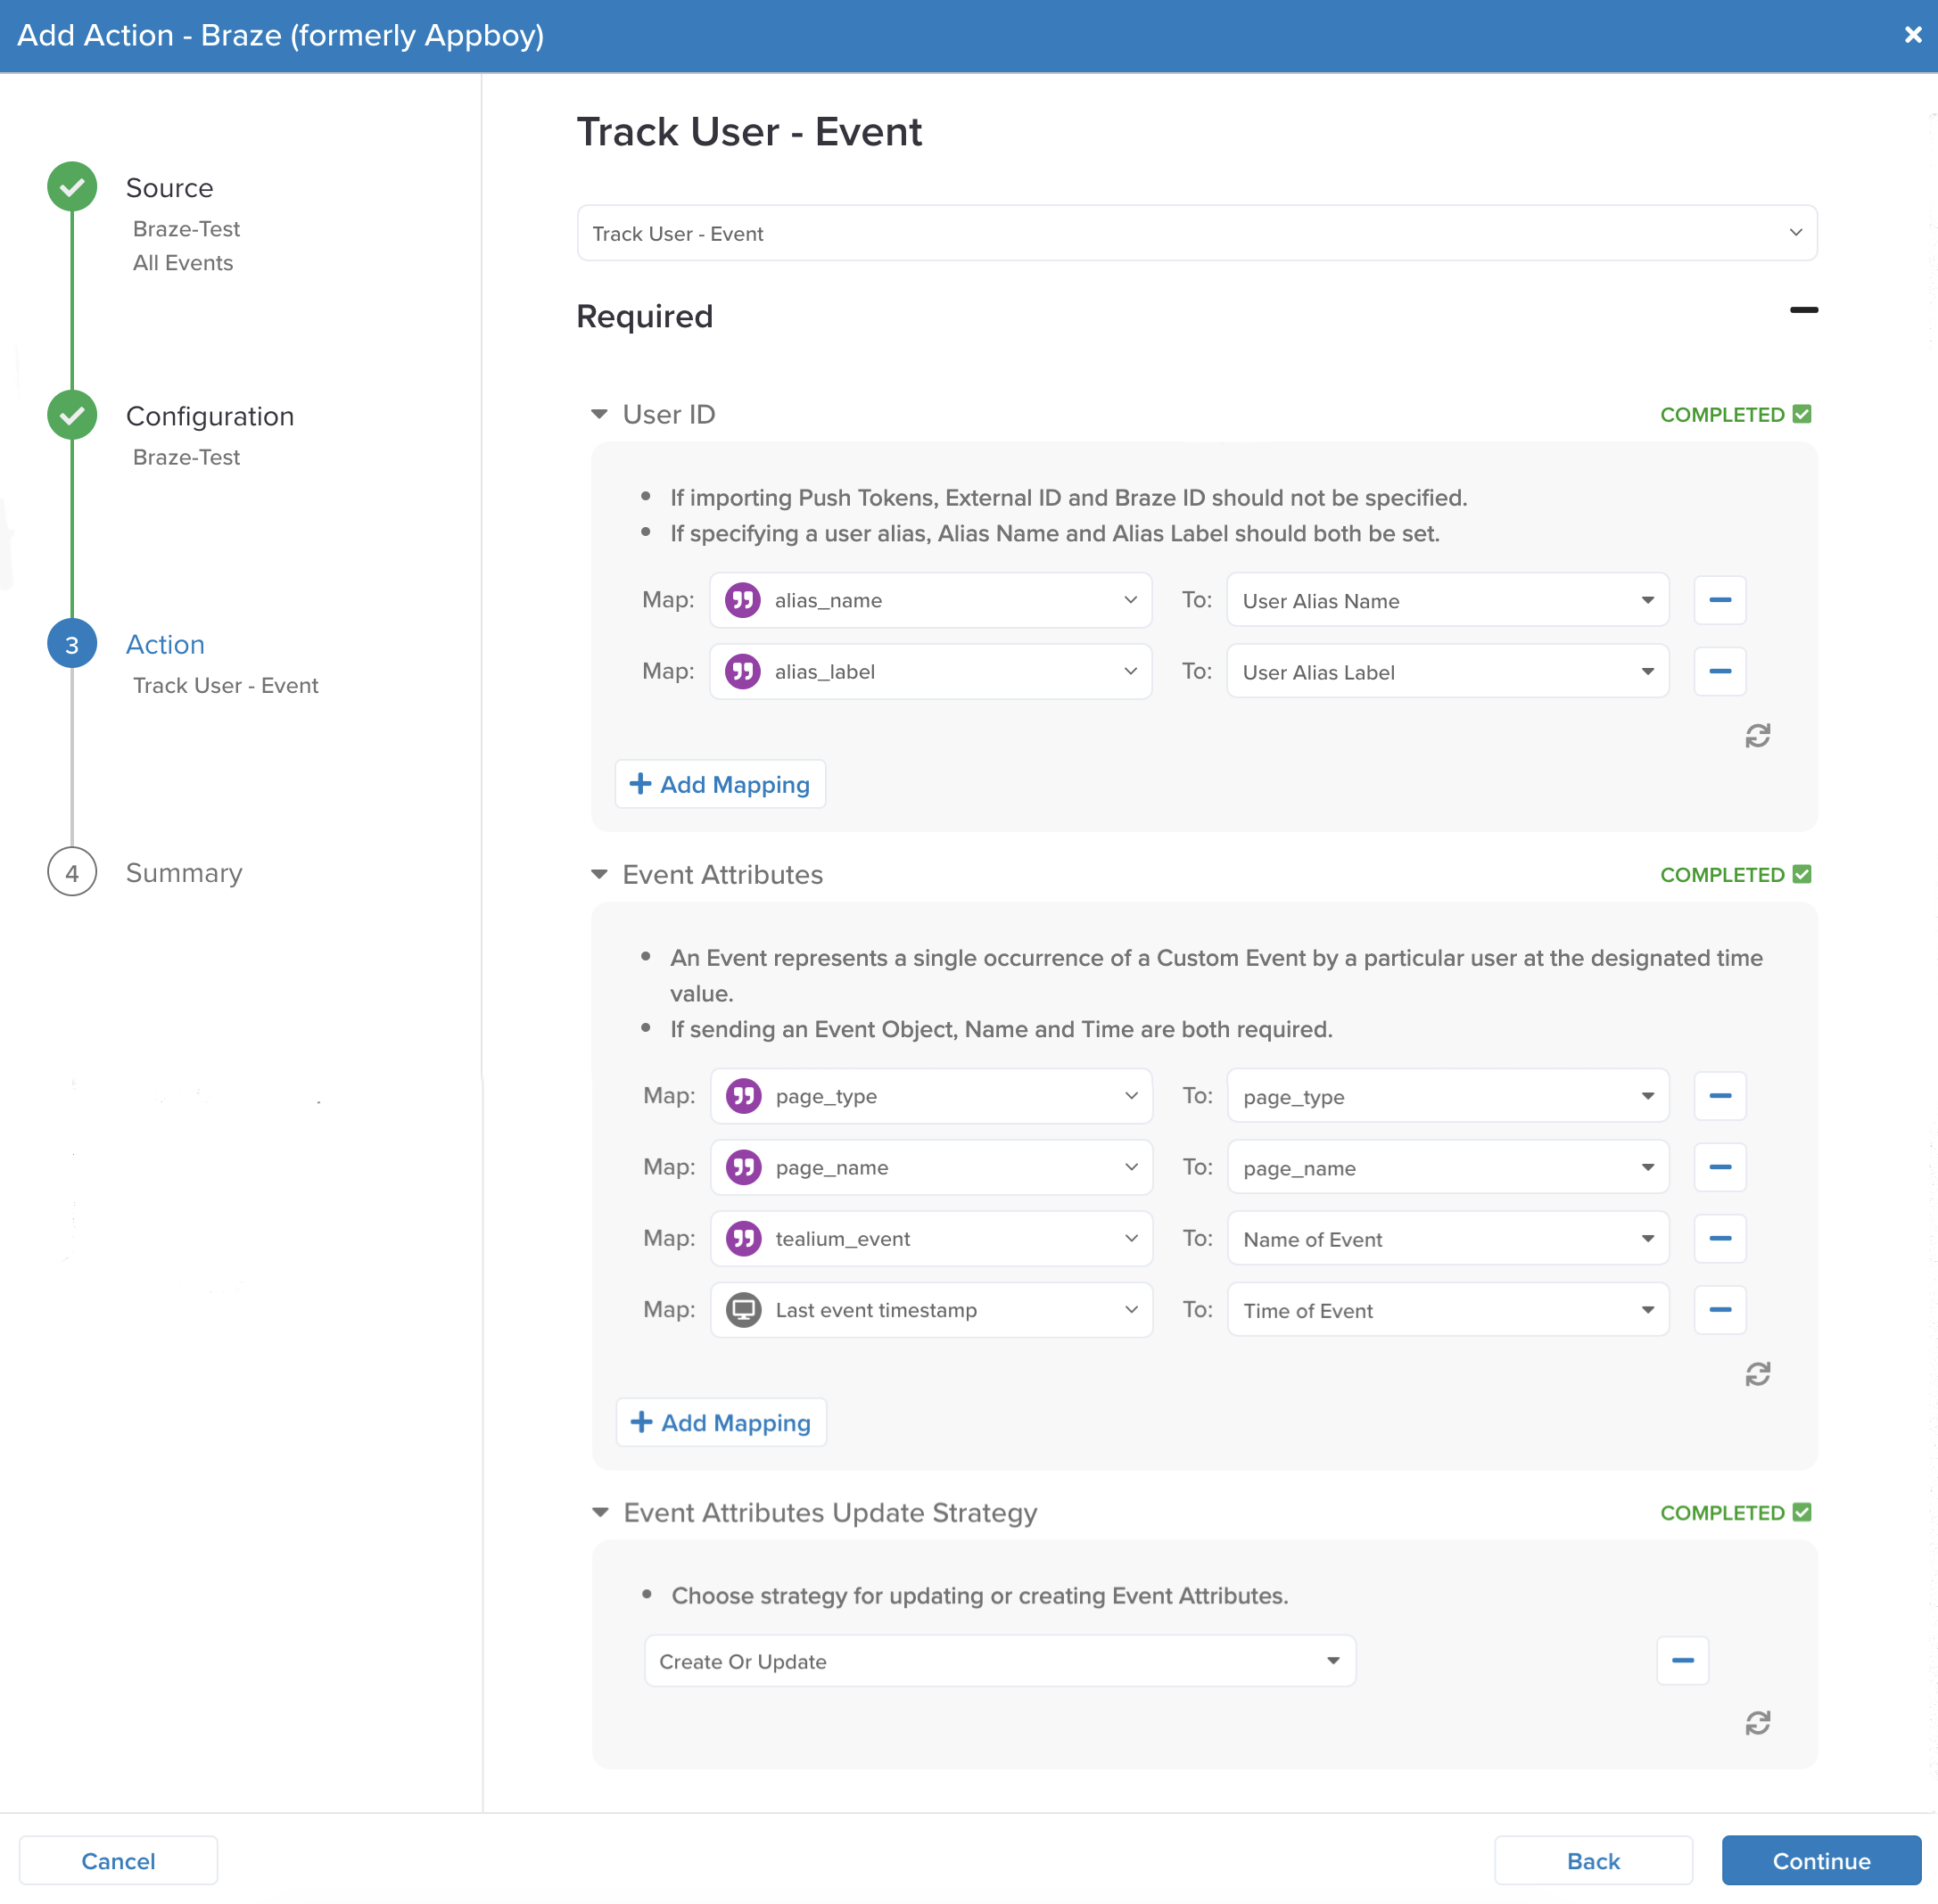 Add Action - Braze (formerly Appboy)
Source
Braze-Test
All Events
Configuration
Braze-Test
3 Action
Track User - Event
4 Summary
Track User - Event
Track User - Event
Required
User ID COMPLETED
• If importing Push Tokens, External ID and Braze ID should not be specified.
• If specifying a user alias, Alias Name and Alias Label should both be set.
Map: alias_name To: User Alias Name
Map: alias_label To: User Alias Label
+ Add Mapping
Event Attributes COMPLETED
• An Event represents a single occurrence of a Custom Event by a particular user at the designated time
value.
• If sending an Event Object, Name and Time are both required.
Map: page_type To: page_type
Map: page_name To: page_name
Map: tealium_event To: Name of Event
Map: Last event timestamp To: Time of Event
+ Add Mapping
Event Attributes Update Strategy COMPLETED
• Choose strategy for updating or creating Event Attributes.
Create Or Update
Cancel Back Continue